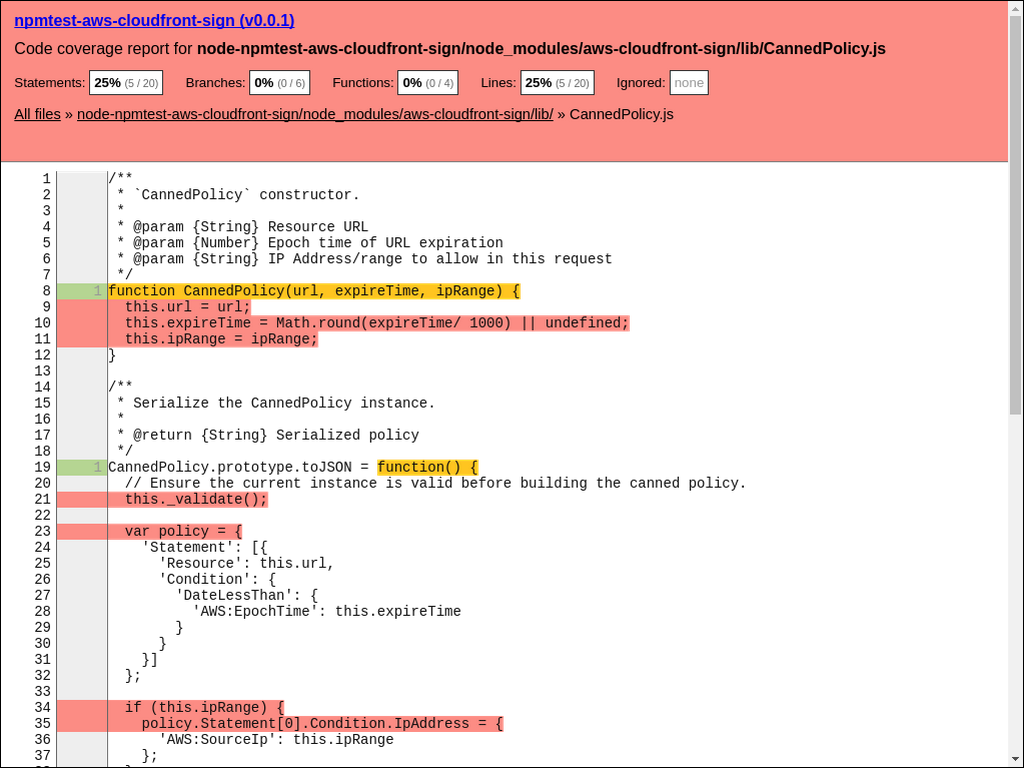 npmtest-aws-cloudfront-sign (v0.0.1)
Code coverage report for node-npmtest-aws-cloudfront-sign/node_modules/aws-cloudfront-sign/lib/CannedPolicy.js
Statements: 25% (5 / 20) Branches: 0% (0 / 6) Functions: 0% (0 / 4) Lines: 25% (5 / 20) Ignored: none
All files » node-npmtest-aws-cloudfront-sign/node_modules/aws-cloudfront-sign/lib/ » CannedPolicy.js
1 /**
2  * `CannedPolicy` constructor.
3  *
4  * @param {String} Resource URL
5  * @param {Number} Epoch time of URL expiration
6  * @param {String} IP Address/range to allow in this request
7  */
8 1 function CannedPolicy(url, expireTime, ipRange) {
9   this.url = url;
10   this.expireTime = Math.round(expireTime/ 1000) || undefined;
11   this.ipRange = ipRange;
12 }
13
14 /**
15  * Serialize the CannedPolicy instance.
16  *
17  * @return {String} Serialized policy
18  */
19 1 CannedPolicy.prototype.toJSON = function() {
20   // Ensure the current instance is valid before building the canned policy.
21   this._validate();
22
23   var policy = {
24     'Statement': [{
25       'Resource': this.url,
26       'Condition': {
27         'DateLessThan': {
28           'AWS:EpochTime': this.expireTime
29         }
30       }
31     }]
32   };
33
34   if (this.ipRange) {
35     policy.Statement[0].Condition.IpAddress = {
36       'AWS:SourceIp': this.ipRange
37     };